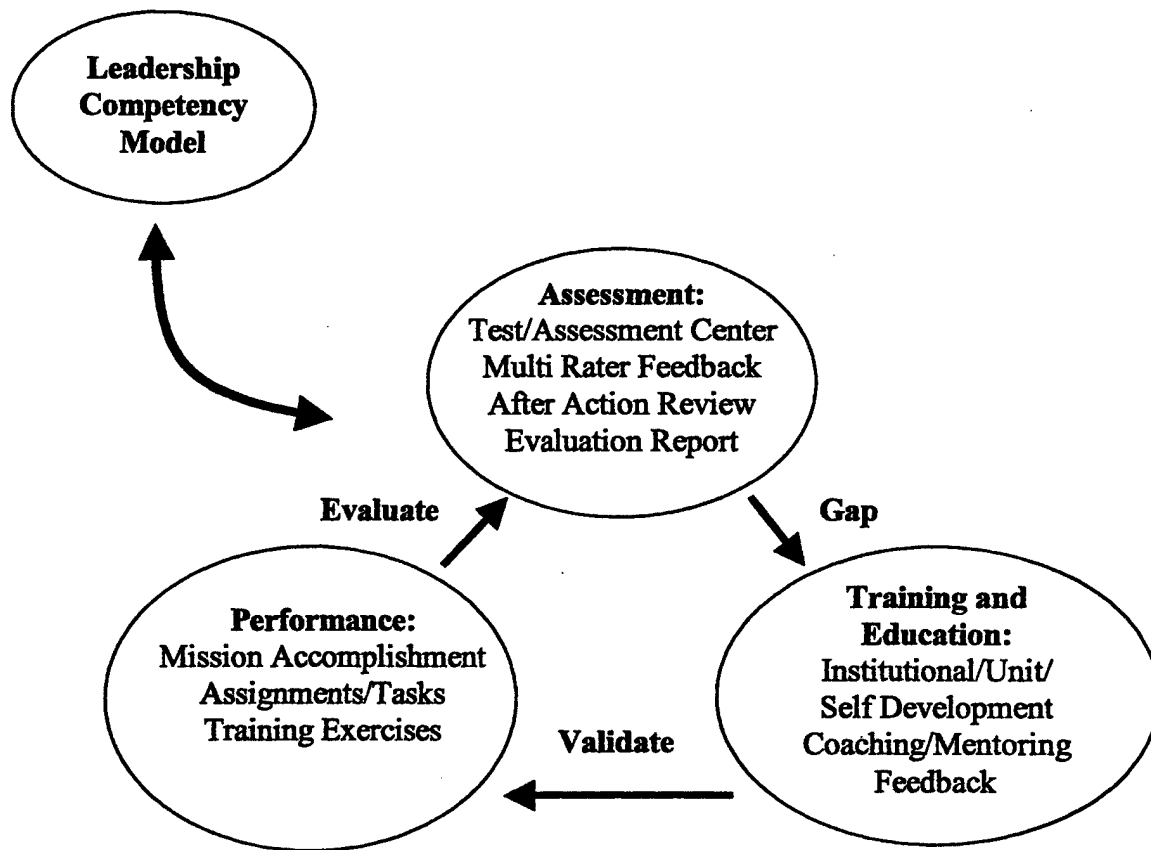 Leadership
Competency
Model
Assessment:
Test/Assessment Center
Multi Rater Feedback
After Action Review
Evaluation Report
Evaluate
Gap
Performance:
Mission Accomplishment
Assignments/Tasks
Training Exercises
Training and
Education:
Institutional/Unit/
Self Development
Coaching/Mentoring
Feedback
Validate